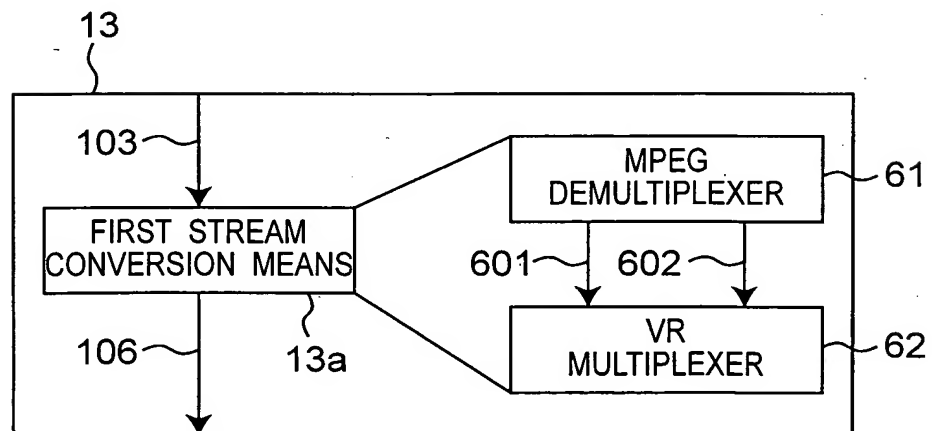 13
103
FIRST STREAM
CONVERSION MEANS
13a
106
MPEG
DEMULTIPLEXER
61
601
602
VR
MULTIPLEXER
62